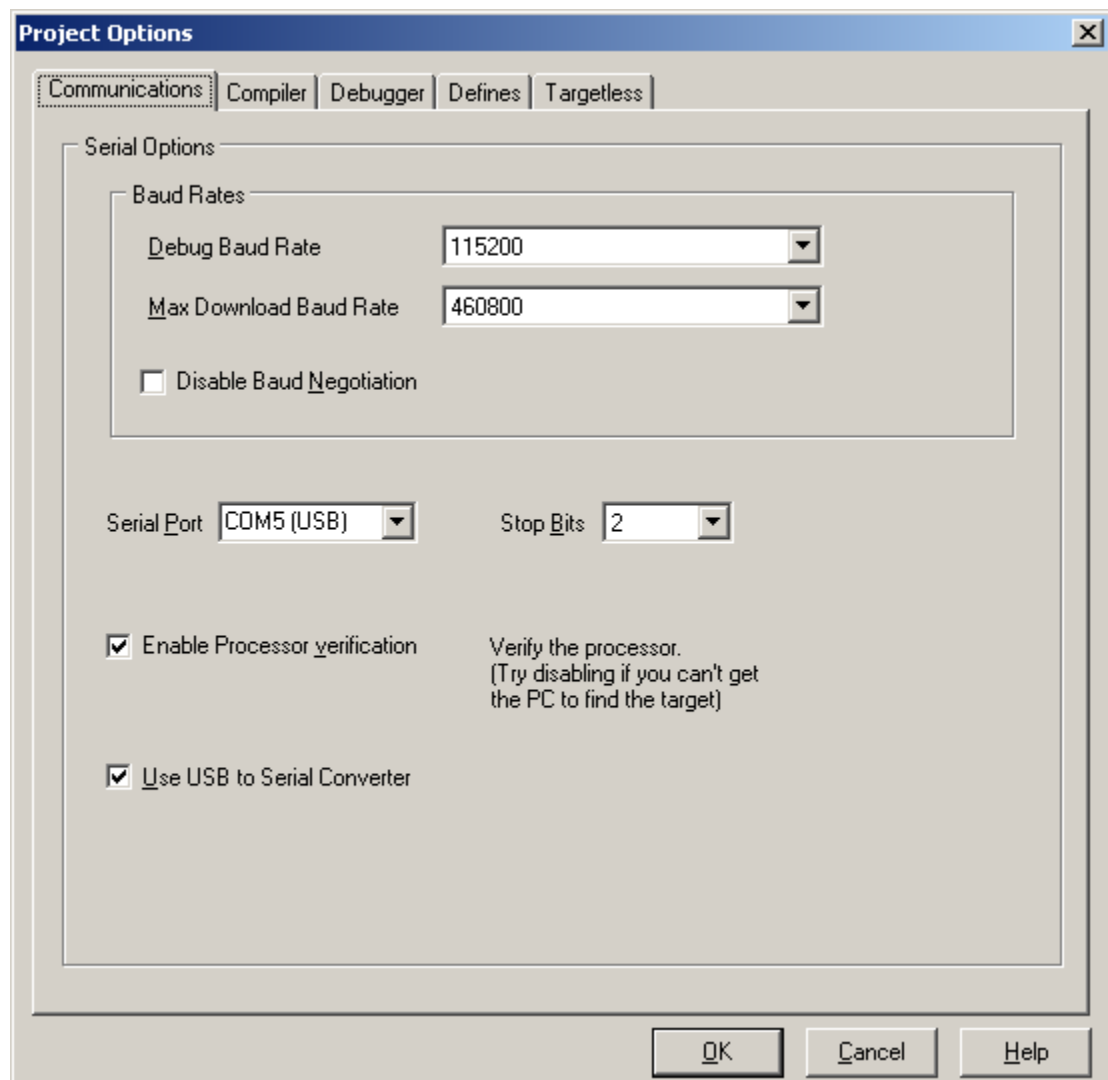 Project Options
Communications Compiler Debugger Defines Targetless
Serial Options
Baud Rates
Debug Baud Rate 115200
Max Download Baud Rate 460800
Disable Baud Negotiation
Serial Port COM5 (USB) Stop Bits 2
Enable Processor verification Verify the processor.
(Try disabling if you can't get
the PC to find the target)
Use USB to Serial Converter
OK Cancel Help